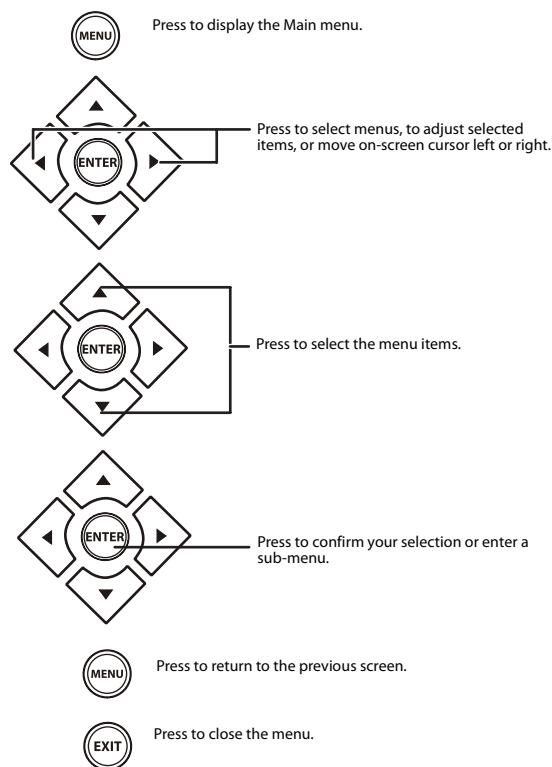 MENU
Press to display the Main menu.
ENTER
Press to select menus, to adjust selected
items, or move on-screen cursor left or right.
ENTER
Press to select the menu items.
ENTER
Press to confirm your selection or enter a
sub-menu.
MENU
Press to return to the previous screen.
EXIT
Press to close the menu.